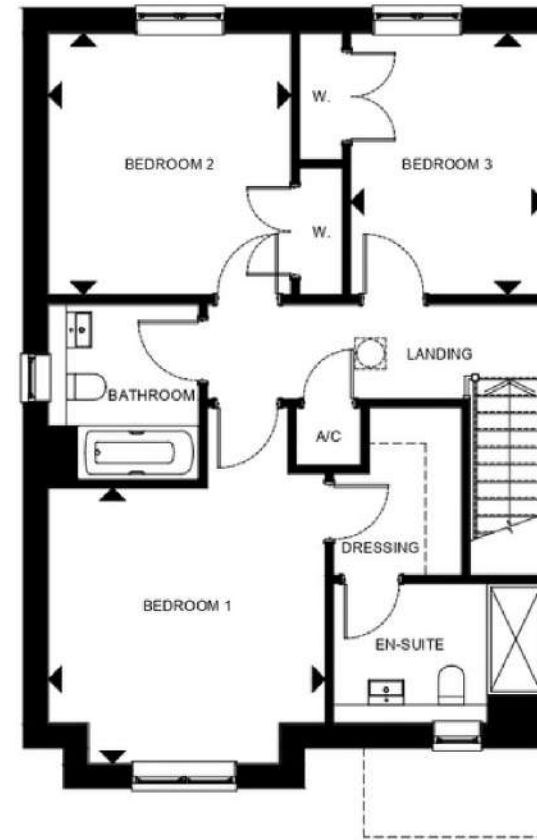 W.
BEDROOM 2
BEDROOM 3
W.
LANDING
BATHROOM
A/C
DRESSING
BEDROOM 1
EN-SUITE